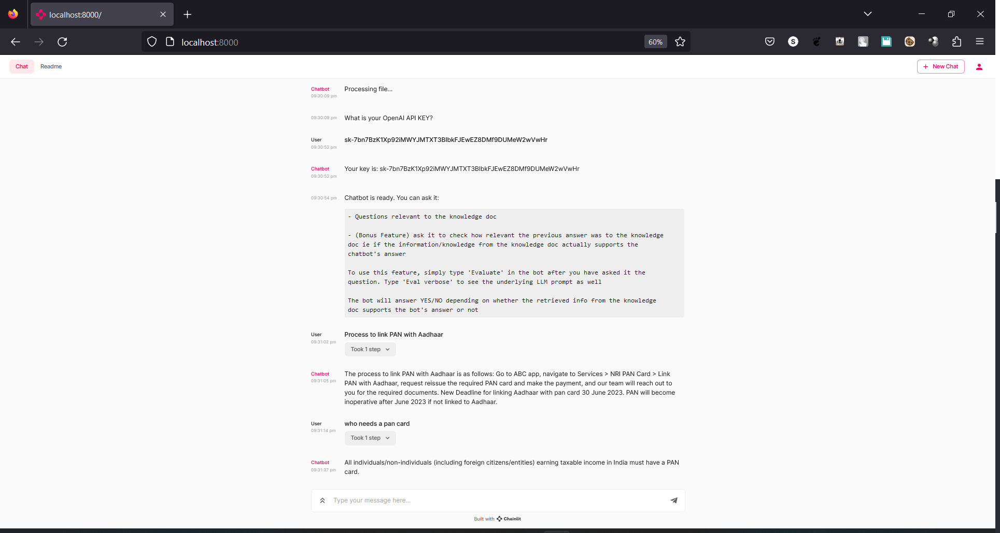 localhost:8000/
localhost:8000
60%
S
Chat
Readme
New Chat
Chatbot
Processing file...
09:30:09 pm
09:30:09 pm
What is your OpenAI API KEY?
User
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
09:30:52 pm
Chatbot
Your key is: 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
09:30:52 pm
09:30:54 pm
Chatbot is ready. You can ask it:
- Questions relevant to the knowledge doc
- (Bonus Feature) ask it to check how relevant the previous answer was to the knowledge
doc ie if the information/knowledge from the knowledge doc actually supports the
chatbot's answer
To use this feature, simply type 'Evaluate' in the bot after you have asked it the
question. Type 'Eval verbose' to see the underlying LLM prompt as well
The bot will answer YES/NO depending on whether the retrieved info from the knowledge
doc supports the bot's answer or not
User
Process to link PAN with Aadhaar
09:31:02 pm
Took 1 step
Chatbot
09:31:05 pm
The process to link PAN with Aadhaar is as follows: Go to ABC app, navigate to Services > NRI PAN Card > Link
PAN with Aadhaar, request reissue the required PAN card and make the payment, and our team will reach out to
you for the required documents. New Deadline for linking Aadhaar with pan card 30 June 2023. PAN will become
inoperative after June 2023 if not linked to Aadhaar.
User
who needs a pan card
09:31:14 pm
Took 1 step
Chatbot
09:31:37 pm
All individuals/non-individuals (including foreign citizens/entities) earning taxable income in India must have a PAN
card.
Type your message here...
Built with Chainlit